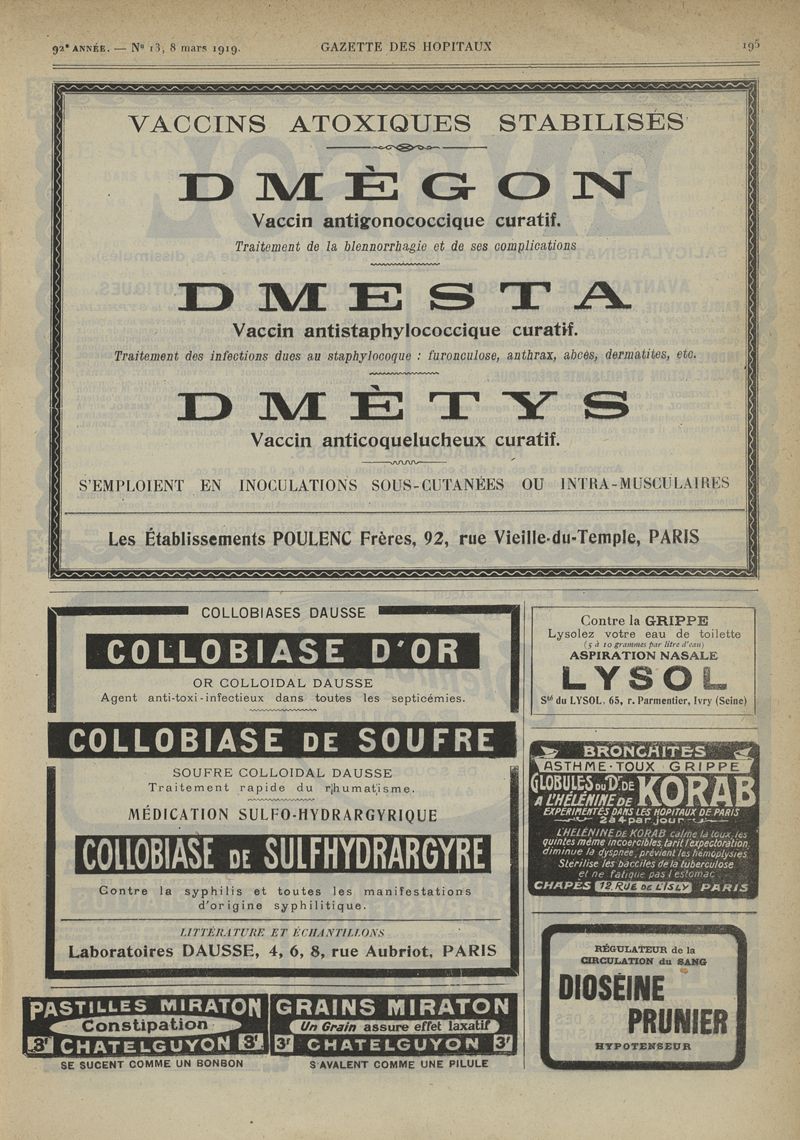 92e ANNÉE. — No 13, 8 mars 1919.
GAZETTE DES HOPITAUX
195
VACCINS ATOXIQUES STABILISÉS
DMÈGON
Vaccin antigonococcique curatif.
Traitement de la blennorrhagie et de ses complications
DMESTA
Vaccin antistaphylococcique curatif.
Traitement des infections dues au staphylocoque : furonculose, anthrax, abcès, dermatites, etc.
DMÈTYS
Vaccin anticoquelucheux curatif.
S'EMPLOIENT EN INOCULATIONS SOUS-CUTANÉES OU INTRA-MUSCULAIRES
Les Établissements POULENC Frères, 92, rue Vieille-du-Temple, PARIS
COLLOBIASES DAUSSE
COLLOBIASE D'OR
OR COLLOIDAL DAUSSE
Agent anti-toxi-infectieux dans toutes les septicémies.
COLLOBIASE DE SOUFRE
SOUFRE COLLOIDAL DAUSSE
Traitement rapide du rhumatisme.
MÉDICATION SULFO-HYDRARGYRIQUE
COLLOBIASE DE SULFHYDRARGYRE
Contre la syphilis et toutes les manifestations
d'origine syphilitique.
LITTÉRATURE ET ÉCHANTILLONS
Laboratoires DAUSSE, 4, 6, 8, rue Aubriot, PARIS
PASTILLES MIRATON
Constipation
3f CHATELGUYON 3f
SE SUCENT COMME UN BONBON
GRAINS MIRATON
Un Grain assure effet laxatif
3f CHATELGUYON 3f
S'AVALENT COMME UNE PILULE
Contre la GRIPPE
Lysolez votre eau de toilette
(5 à 10 grammes par litre d'eau)
ASPIRATION NASALE
LYSOL
Sté du LYSOL, 65, r. Parmentier, Ivry (Seine)
BRONCHITES
ASTHME·TOUX GRIPPE
GLOBULES DU Dr. DE KORAB
A L'HÉLÉNINE DE
EXPÉRIMENTÉS DANS LES HÔPITAUX DE PARIS
2 à 4 par jour
L'HÉLÉNINE DE KORAB calme la toux, les
quintes même incoercibles, tarit l'expectoration,
diminue la dyspnée, prévient les hémoptysies
Stérilise les bacilles de la tuberculose
et ne fatigue pas l'estomac
CHAPES 12. RUE DE L'ISLY PARIS
RÉGULATEUR de la
CIRCULATION du SANG
DIOSÉINE
PRUNIER
HYPOTENSEUR